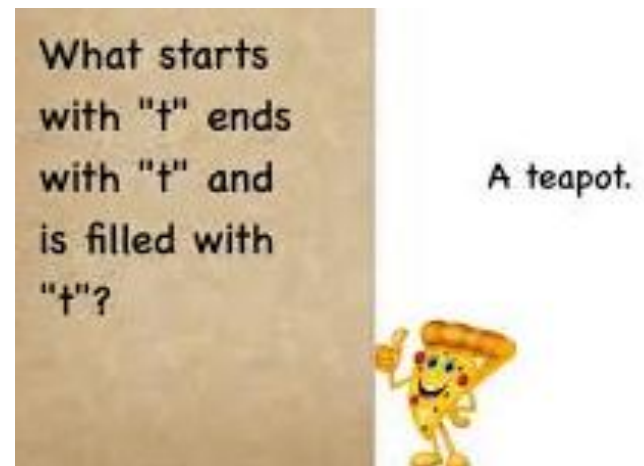 What starts
with "t" ends
with "t" and
is filled with
"t"?
A teapot.